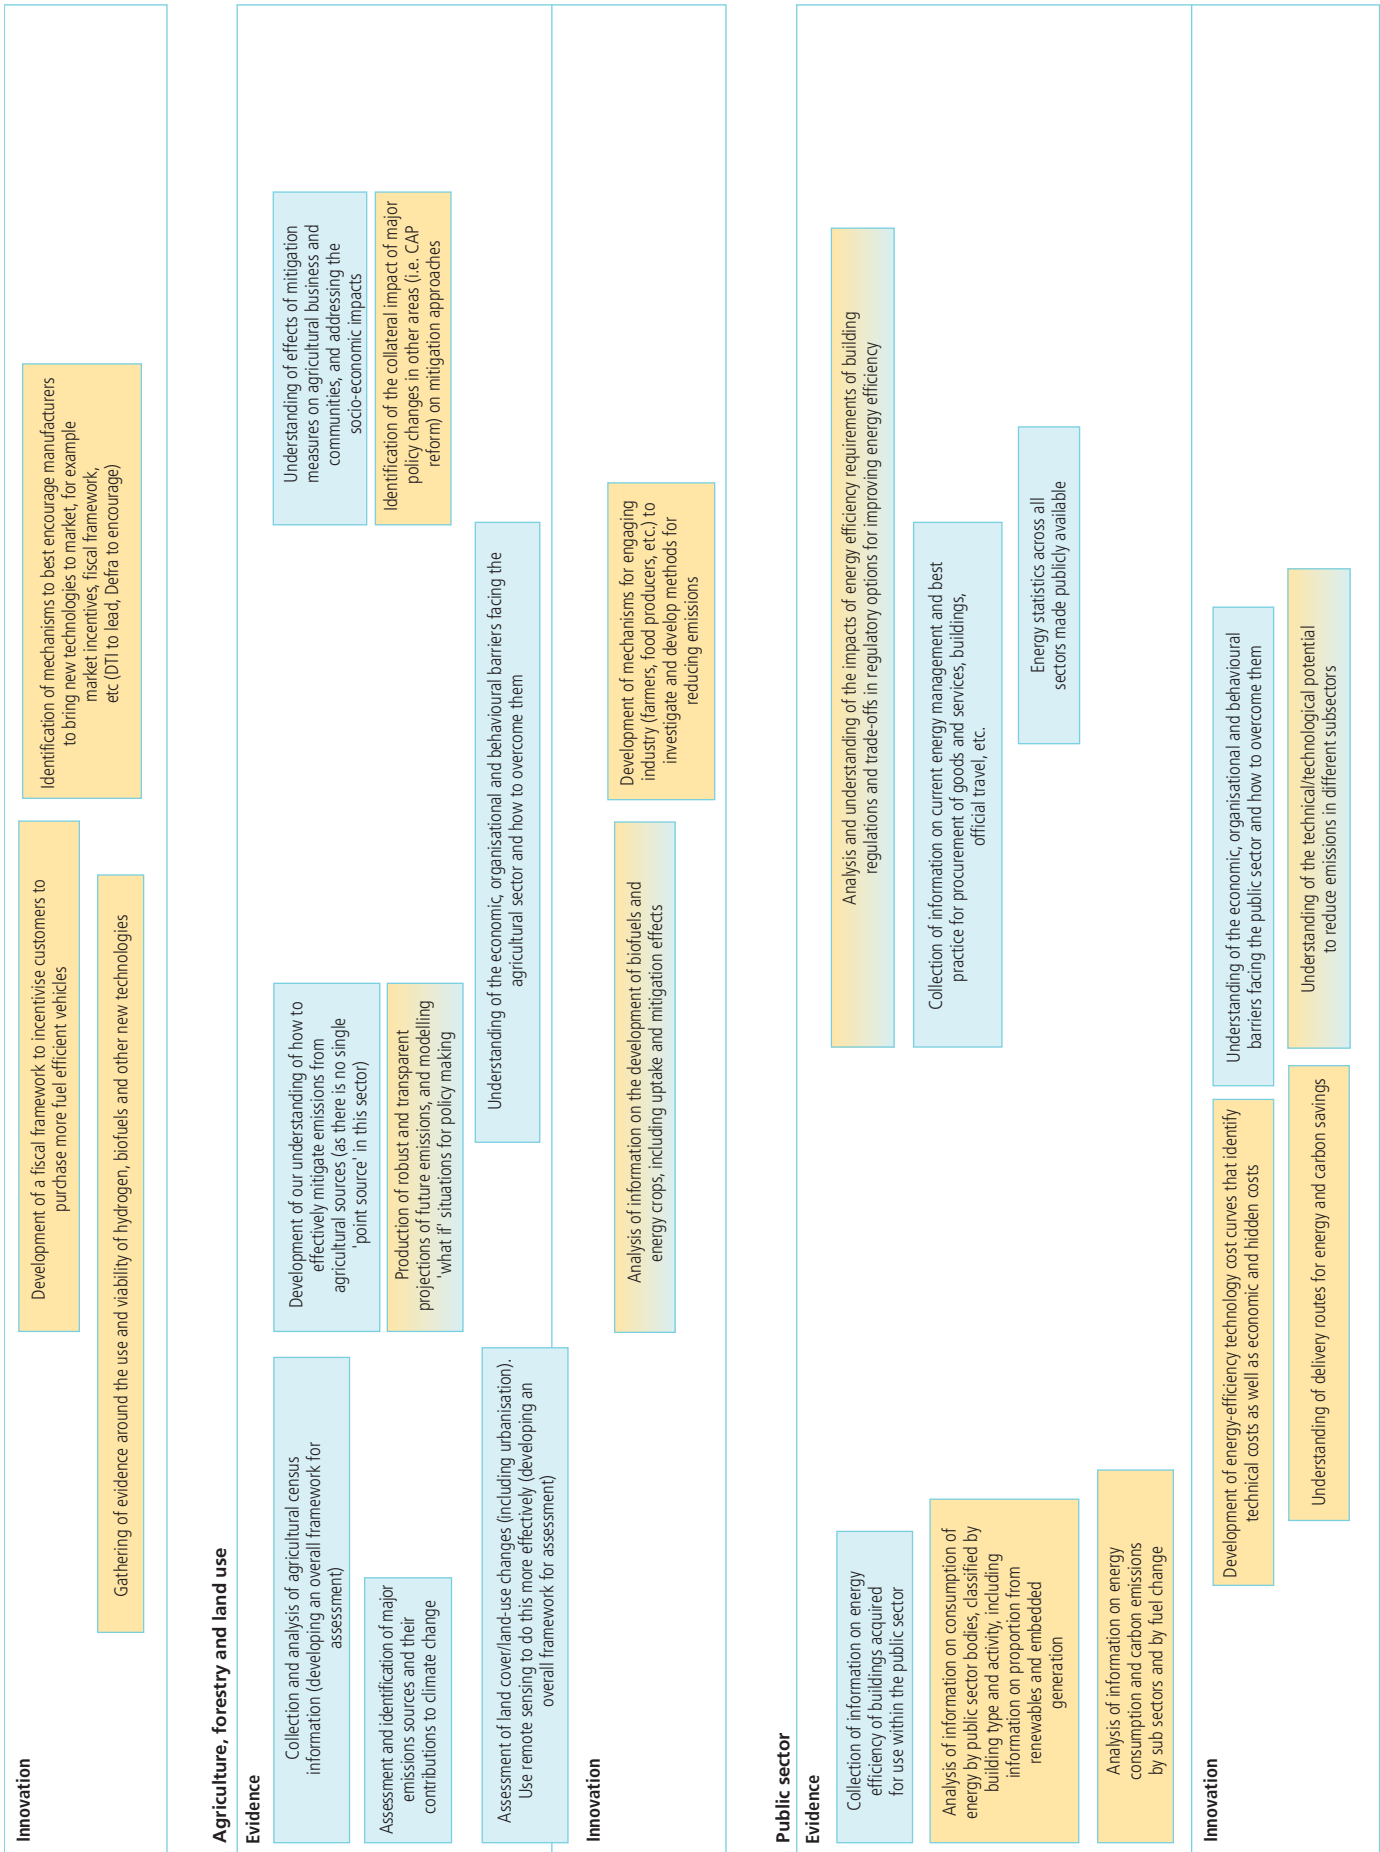 Innovation
Development of a fiscal framework to incentivise customers to
purchase more fuel efficient vehicles
Identification of mechanisms to best encourage manufacturers
to bring new technologies to market, for example
market incentives, fiscal framework,
etc (DTI to lead, Defra to encourage)
Gathering of evidence around the use and viability of hydrogen, biofuels and other new technologies
Agriculture, forestry and land use
Evidence
Collection and analysis of agricultural census
information (developing an overall framework for
assessment)
Development of our understanding of how to
effectively mitigate emissions from
agricultural sources (as there is no single
'point source' in this sector)
Understanding of effects of mitigation
measures on agricultural business and
communities, and addressing the
socio-economic impacts
Assessment and identification of major
emissions sources and their
contributions to climate change
Production of robust and transparent
projections of future emissions, and modelling
'what if' situations for policy making
Identification of the collateral impact of major
policy changes in other areas (i.e. CAP
reform) on mitigation approaches
Assessment of land cover/land-use changes (including urbanisation).
Use remote sensing to do this more effectively (developing an
overall framework for assessment)
Understanding of the economic, organisational and behavioural barriers facing the
agricultural sector and how to overcome them
Innovation
Analysis of information on the development of biofuels and
energy crops, including uptake and mitigation effects
Development of mechanisms for engaging
industry (farmers, food producers, etc.) to
investigate and develop methods for
reducing emissions
Public sector
Evidence
Collection of information on energy
efficiency of buildings acquired
for use within the public sector
Analysis and understanding of the impacts of energy efficiency requirements of building
regulations and trade-offs in regulatory options for improving energy efficiency
Analysis of information on consumption of
energy by public sector bodies, classified by
building type and activity, including
information on proportion from
renewables and embedded
generation
Collection of information on current energy management and best
practice for procurement of goods and services, buildings,
official travel, etc.
Energy statistics across all
sectors made publicly available
Analysis of information on energy
consumption and carbon emissions
by sub sectors and by fuel change
Innovation
Development of energy-efficiency technology cost curves that identify
technical costs as well as economic and hidden costs
Understanding of the economic, organisational and behavioural
barriers facing the public sector and how to overcome them
Understanding of delivery routes for energy and carbon savings
Understanding of the technical/technological potential
to reduce emissions in different subsectors